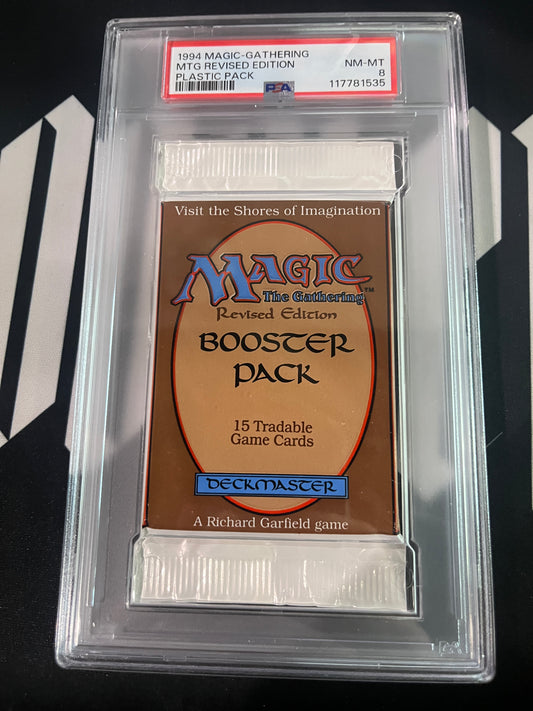 1994 MAGIC-GATHERING
MTG REVISED EDITION
PLASTIC PACK
NM-MT
8
117781535
PSA
Visit the Shores of Imagination
MAGIC
The Gathering™
Revised Edition
BOOSTER
PACK
15 Tradable
Game Cards
DECKMASTER
A Richard Garfield game